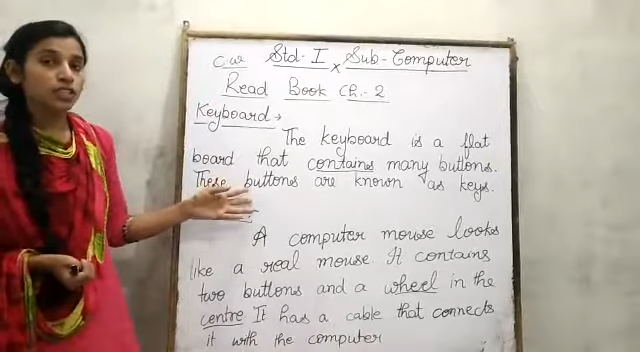 C.W Std-I x Sub-Computer
Read Book Ch.-2
Keyboard→
The keyboard is a flat
board that contains many buttons.
These buttons are known as keys.
A computer mouse looks
like a real mouse. It contains
two buttons and a wheel in the
centre It has a cable that connects
it with the computer